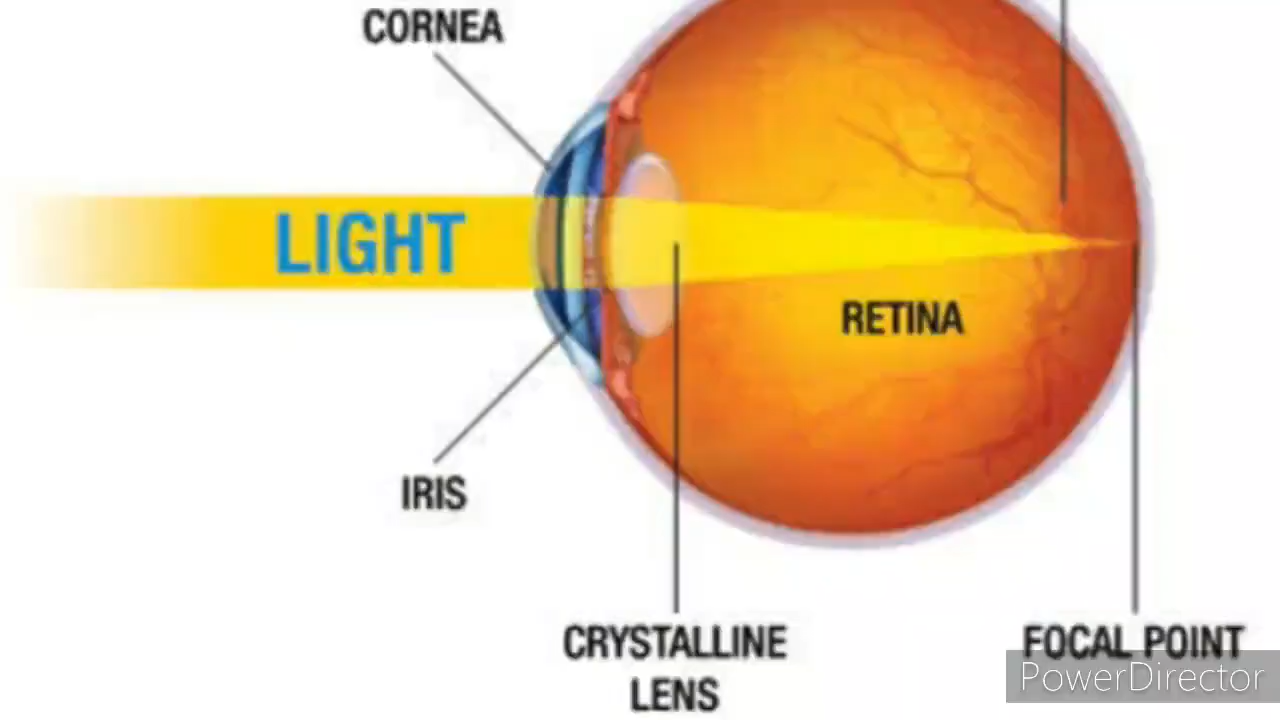 CORNEA
LIGHT
RETINA
IRIS
CRYSTALLINE
LENS
FOCAL POINT
PowerDirector